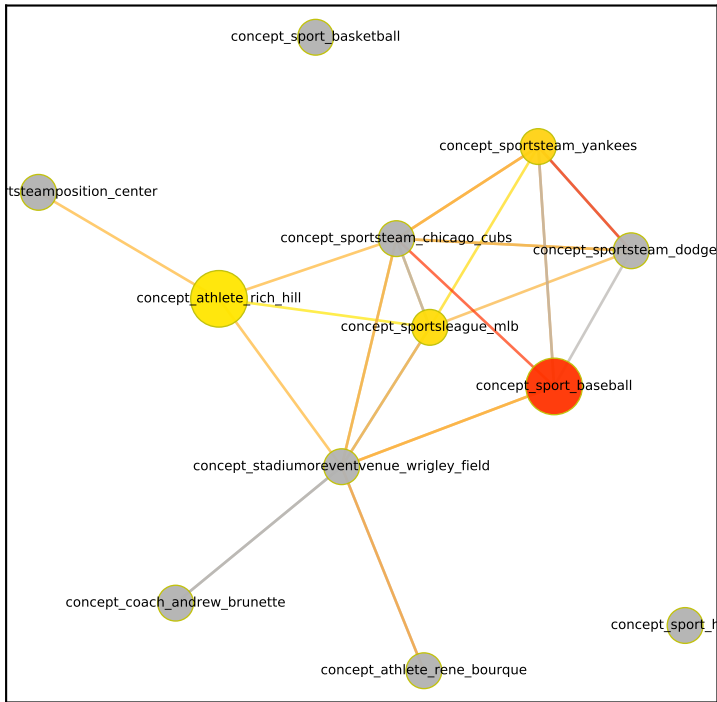 concept_sport_basketball
concept_sportsteam_yankees
rtsteamposition_center
concept_sportsteam_chicago_cubs
concept_sportsteam_dodge
concept_athlete_rich_hill
concept_sportsleague_mlb
concept_sport_baseball
concept_stadiumoreventvenue_wrigley_field
concept_coach_andrew_brunette
concept_sport_h
concept_athlete_rene_bourque